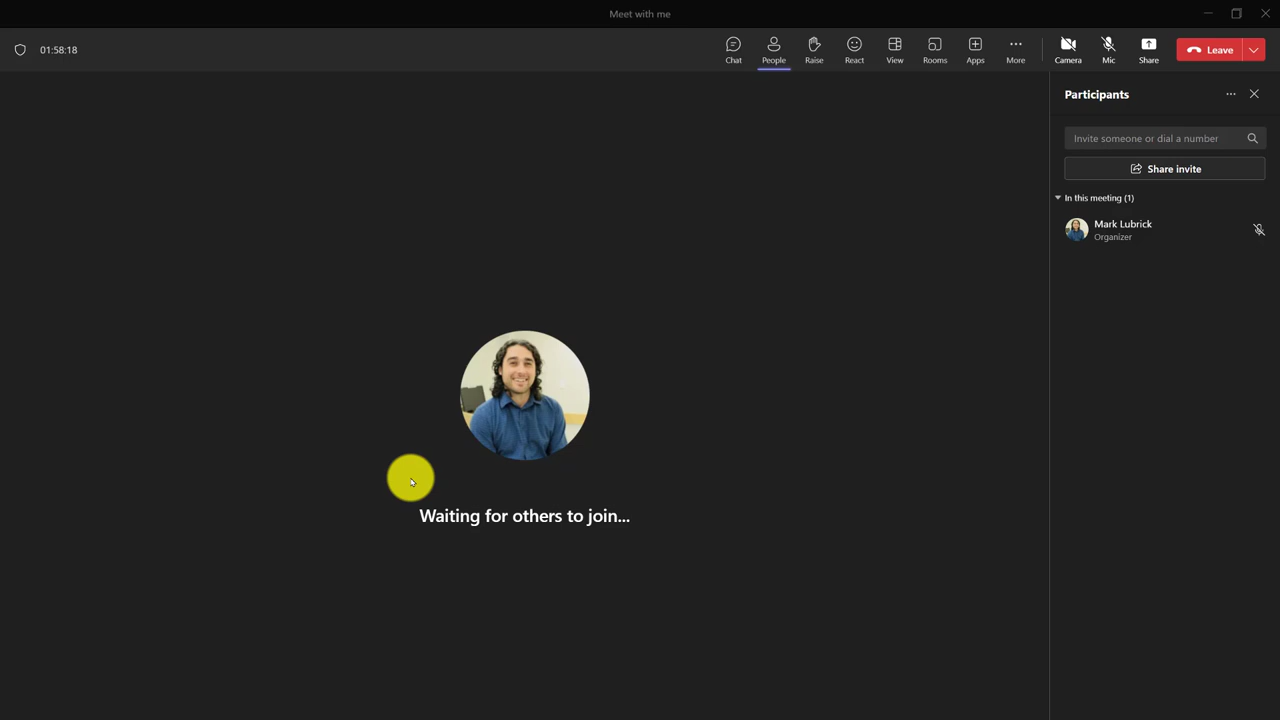 Meet with me
01:58:18
Chat People Raise React View Rooms Apps More Camera Mic Share Leave
Participants
Invite someone or dial a number
Share invite
In this meeting (1)
Mark Lubrick
Organizer
Waiting for others to join...